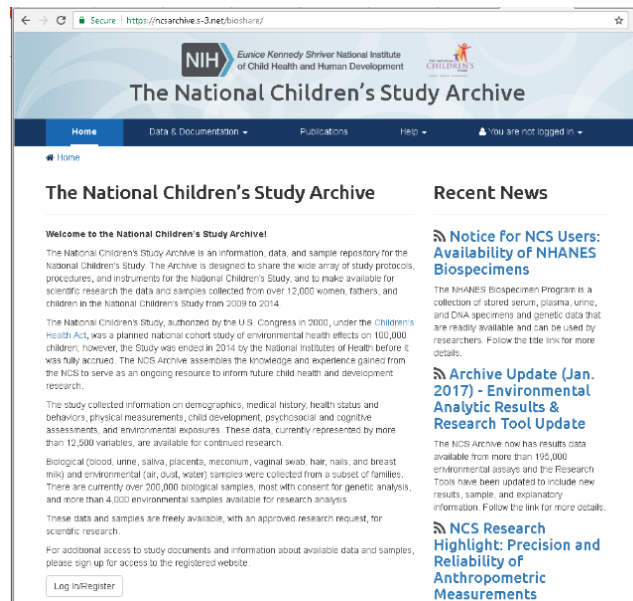 Secure | https://ncsarchive.s-3.net/bioshare/
NIH Eunice Kennedy Shriver National Institute
of Child Health and Human Development
THE NATIONAL
CHILDREN'S
STUDY
The National Children's Study Archive
Home Data & Documentation Publications Help You are not logged in
Home
The National Children's Study Archive
Welcome to the National Children's Study Archive!
The National Children's Study Archive is an information, data, and sample repository for the
National Children's Study. The Archive is designed to share the wide array of study protocols,
procedures, and instruments for the National Children's Study, and to make available for
scientific research the data and samples collected from over 12,000 women, fathers, and
children in the National Children's Study from 2009 to 2014.
The National Children's Study, authorized by the U.S. Congress in 2000, under the Children's
Health Act, was a planned national cohort study of environmental health effects on 100,000
children; however, the Study was ended in 2014 by the National Institutes of Health before it
was fully accrued. The NCS Archive assembles the knowledge and experience gained from
the NCS to serve as an ongoing resource to inform future child health and development
research.
The study collected information on demographics, medical history, health status and
behaviors, physical measurements, child development, psychosocial and cognitive
assessments, and environmental exposures. These data, currently represented by more
than 12,500 variables, are available for continued research.
Biological (blood, urine, saliva, placenta, meconium, vaginal swab, hair, nails, and breast
milk) and environmental (air, dust, water) samples were collected from a subset of families.
There are currently over 200,000 biological samples, most with consent for genetic analysis,
and more than 4,000 environmental samples available for research analysis.
These data and samples are freely available, with an approved research request, for
scientific research.
For additional access to study documents and information about available data and samples,
please sign up for access to the registered website.
Log In/Register
Recent News
Notice for NCS Users:
Availability of NHANES
Biospecimens
The NHANES Biospecimen Program is a
collection of stored serum, plasma, urine,
and DNA specimens and genetic data that
are readily available and can be used by
researchers. Follow the title link for more
details.
Archive Update (Jan.
2017) - Environmental
Analytic Results &
Research Tool Update
The NCS Archive now has results data
available from more than 195,000
environmental assays and the Research
Tools have been updated to include new
results, sample, and explanatory
information. Follow the link for more details.
NCS Research
Highlight: Precision and
Reliability of
Anthropometric
Measurements